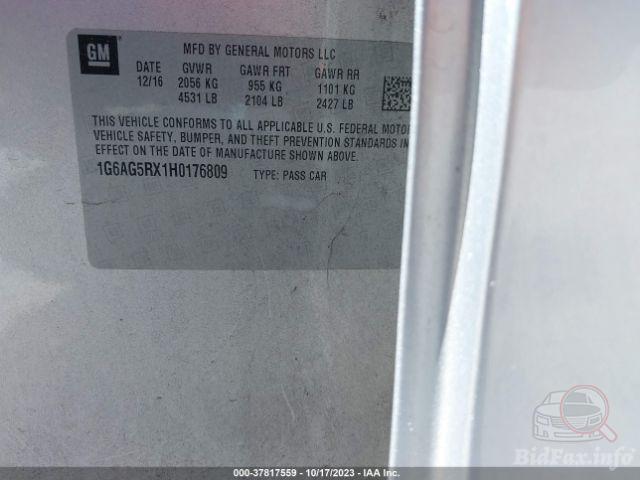 GM
MFD BY GENERAL MOTORS LLC
DATE GVWR GAWR FRT GAWR RR
12/16 2056 KG 955 KG 1101 KG
4531 LB 2104 LB 2427 LB
THIS VEHICLE CONFORMS TO ALL APPLICABLE U.S. FEDERAL MOTOR
VEHICLE SAFETY, BUMPER, AND THEFT PREVENTION STANDARDS IN
EFFECT ON THE DATE OF MANUFACTURE SHOWN ABOVE.
1G6AG5RX1H0176809 TYPE: PASS CAR
BidFax.info
000-37817559 - 10/17/2023 - IAA Inc.